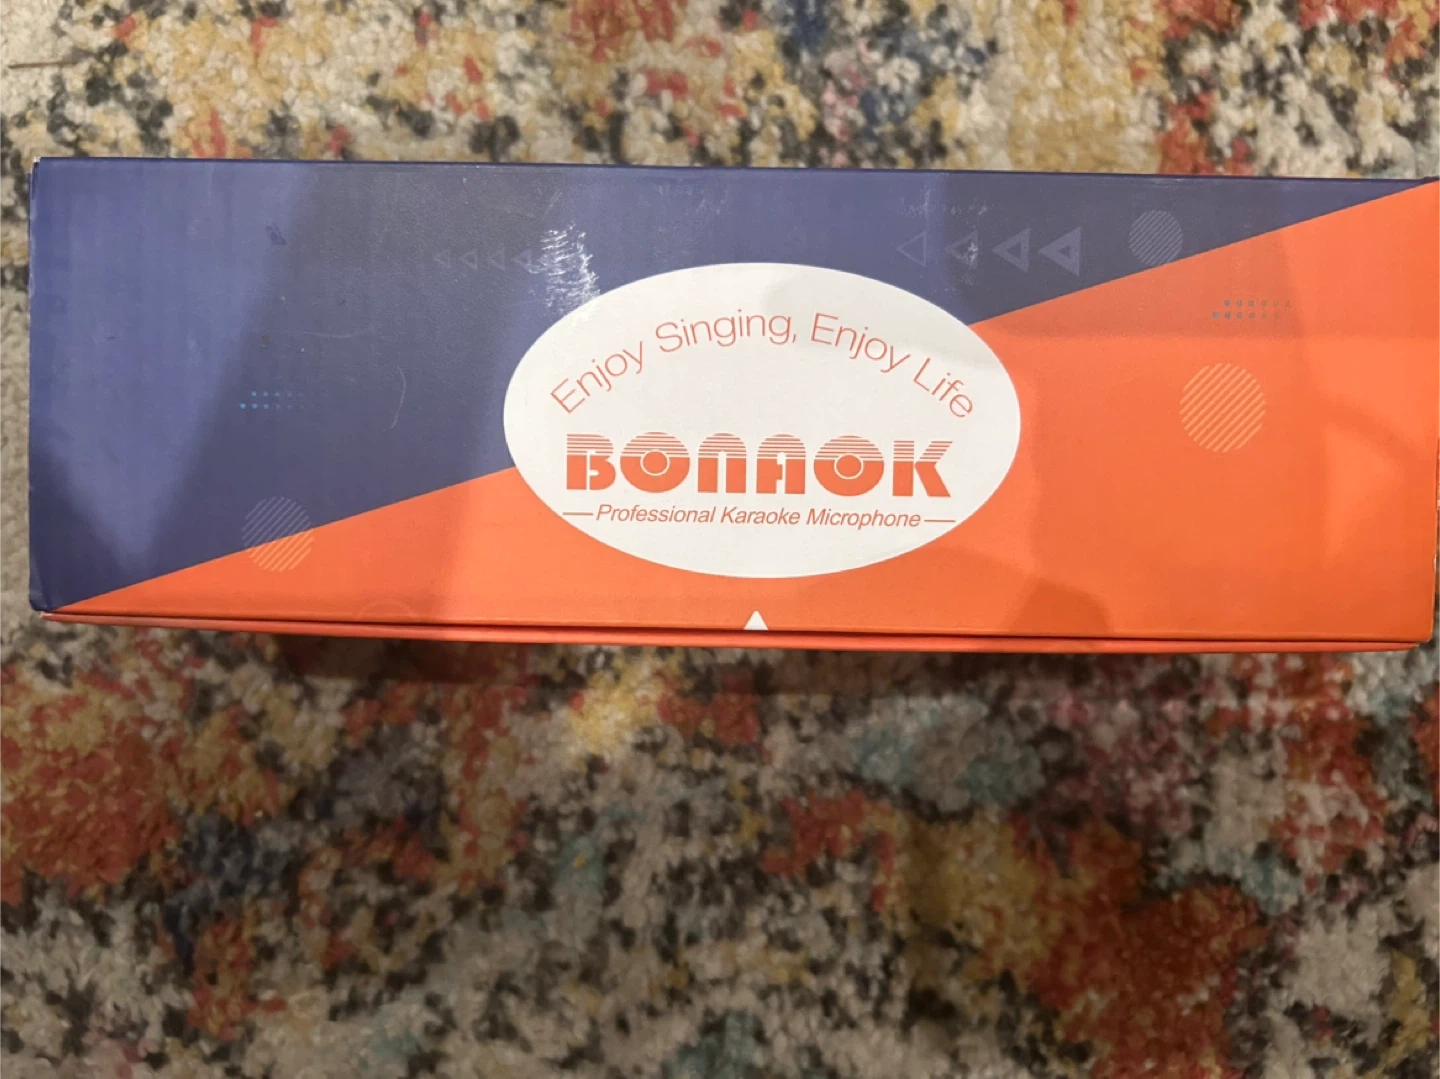 Enjoy Singing, Enjoy Life
BONAOK
Professional Karaoke Microphone